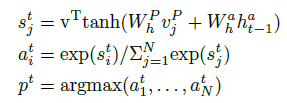 s_j^t = v^T tanh(W_h^P v_j^P + W_h^a h_{t-1}^a)
a_i^t = exp(s_i^t)/Σ_{j=1}^N exp(s_j^t)
p^t = argmax(a_1^t, . . . , a_N^t)